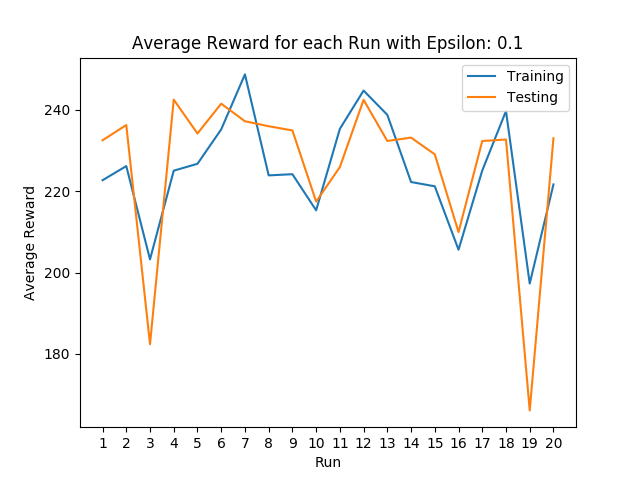 Average Reward for each Run with Epsilon: 0.1
Training
Testing
240
220
200
180
Average Reward
1 2 3 4 5 6 7 8 9 10 11 12 13 14 15 16 17 18 19 20
Run